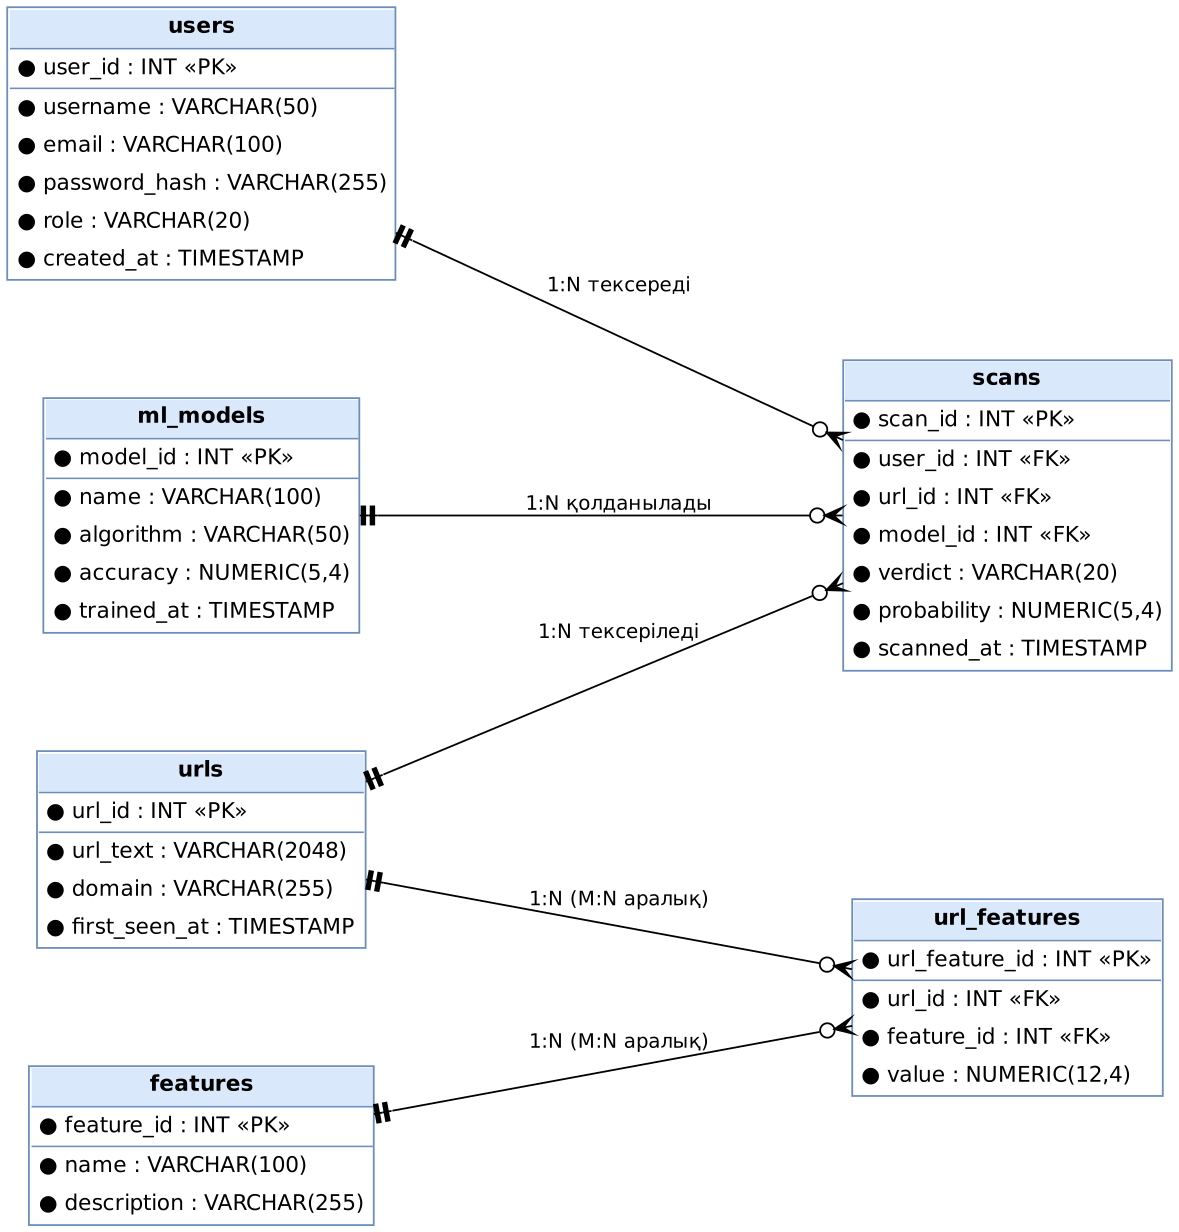 users
user_id : INT «PK»
username : VARCHAR(50)
email : VARCHAR(100)
password_hash : VARCHAR(255)
role : VARCHAR(20)
created_at : TIMESTAMP
1:N тексереді
scans
scan_id : INT «PK»
user_id : INT «FK»
url_id : INT «FK»
model_id : INT «FK»
verdict : VARCHAR(20)
probability : NUMERIC(5,4)
scanned_at : TIMESTAMP
ml_models
model_id : INT «PK»
name : VARCHAR(100)
algorithm : VARCHAR(50)
accuracy : NUMERIC(5,4)
trained_at : TIMESTAMP
1:N қолданылады
1:N тексеріледі
urls
url_id : INT «PK»
url_text : VARCHAR(2048)
domain : VARCHAR(255)
first_seen_at : TIMESTAMP
1:N (M:N аралық)
url_features
url_feature_id : INT «PK»
url_id : INT «FK»
feature_id : INT «FK»
value : NUMERIC(12,4)
1:N (M:N аралық)
features
feature_id : INT «PK»
name : VARCHAR(100)
description : VARCHAR(255)